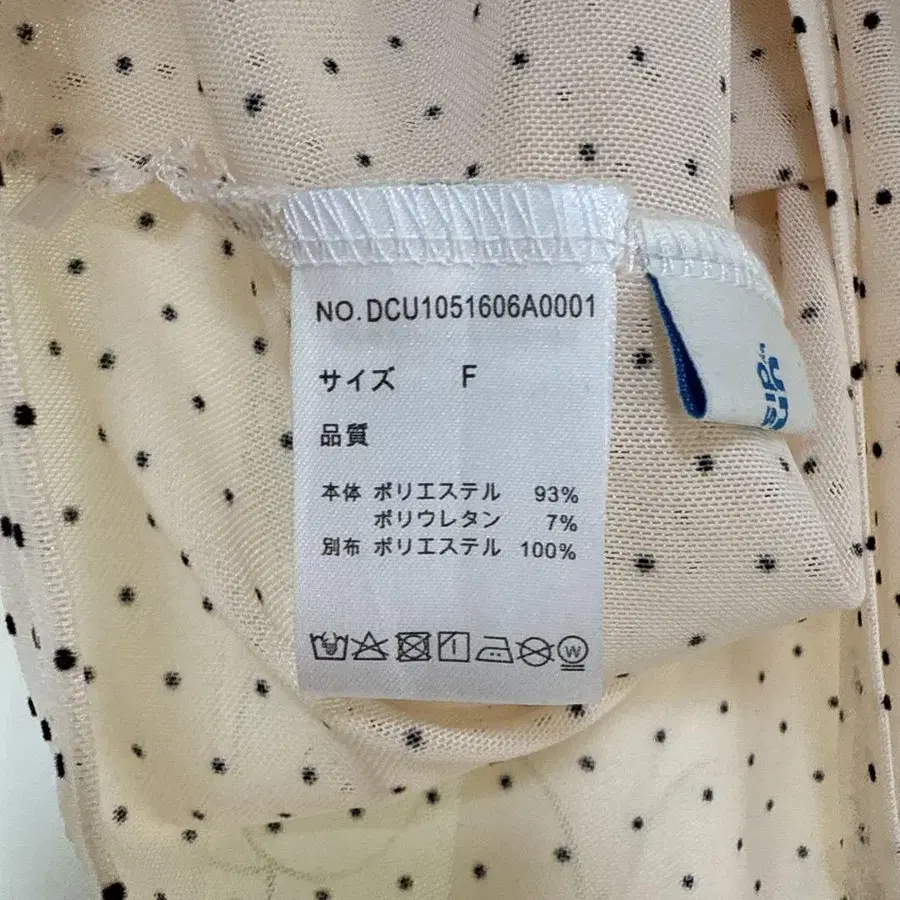 NO.DCU1051606A0001
サイズ F
品質
本体 ポリエステル 93%
ポリウレタン 7%
別布 ポリエステル 100%
W